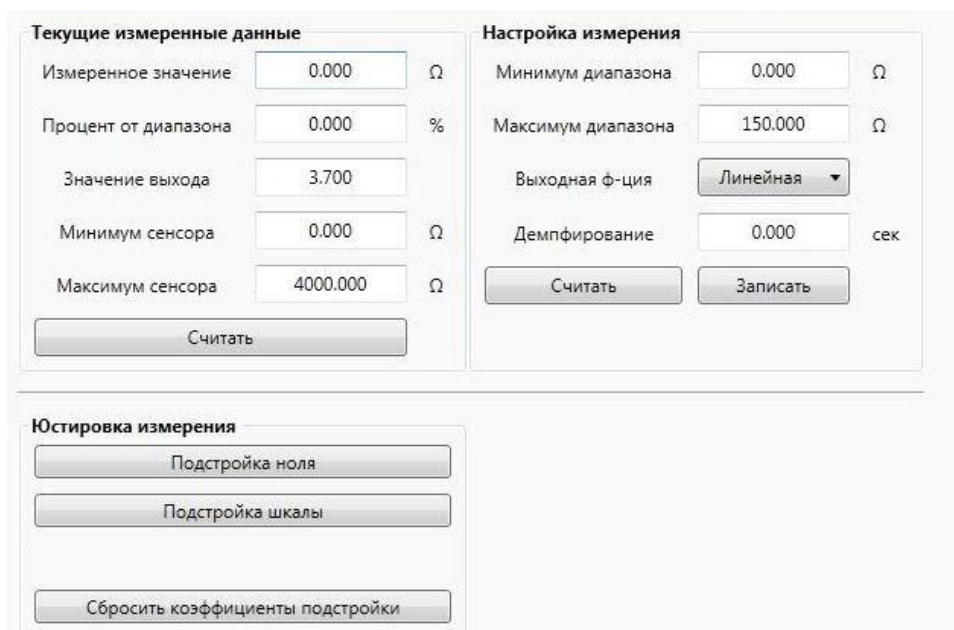 Текущие измеренные данные
Измеренное значение 0.000 Ω
Процент от диапазона 0.000 %
Значение выхода 3.700
Минимум сенсора 0.000 Ω
Максимум сенсора 4000.000 Ω
Считать
Настройка измерения
Минимум диапазона 0.000 Ω
Максимум диапазона 150.000 Ω
Выходная ф-ция Линейная
Демпфирование 0.000 сек
Считать Записать
Юстировка измерения
Подстройка ноля
Подстройка шкалы
Сбросить коэффициенты подстройки